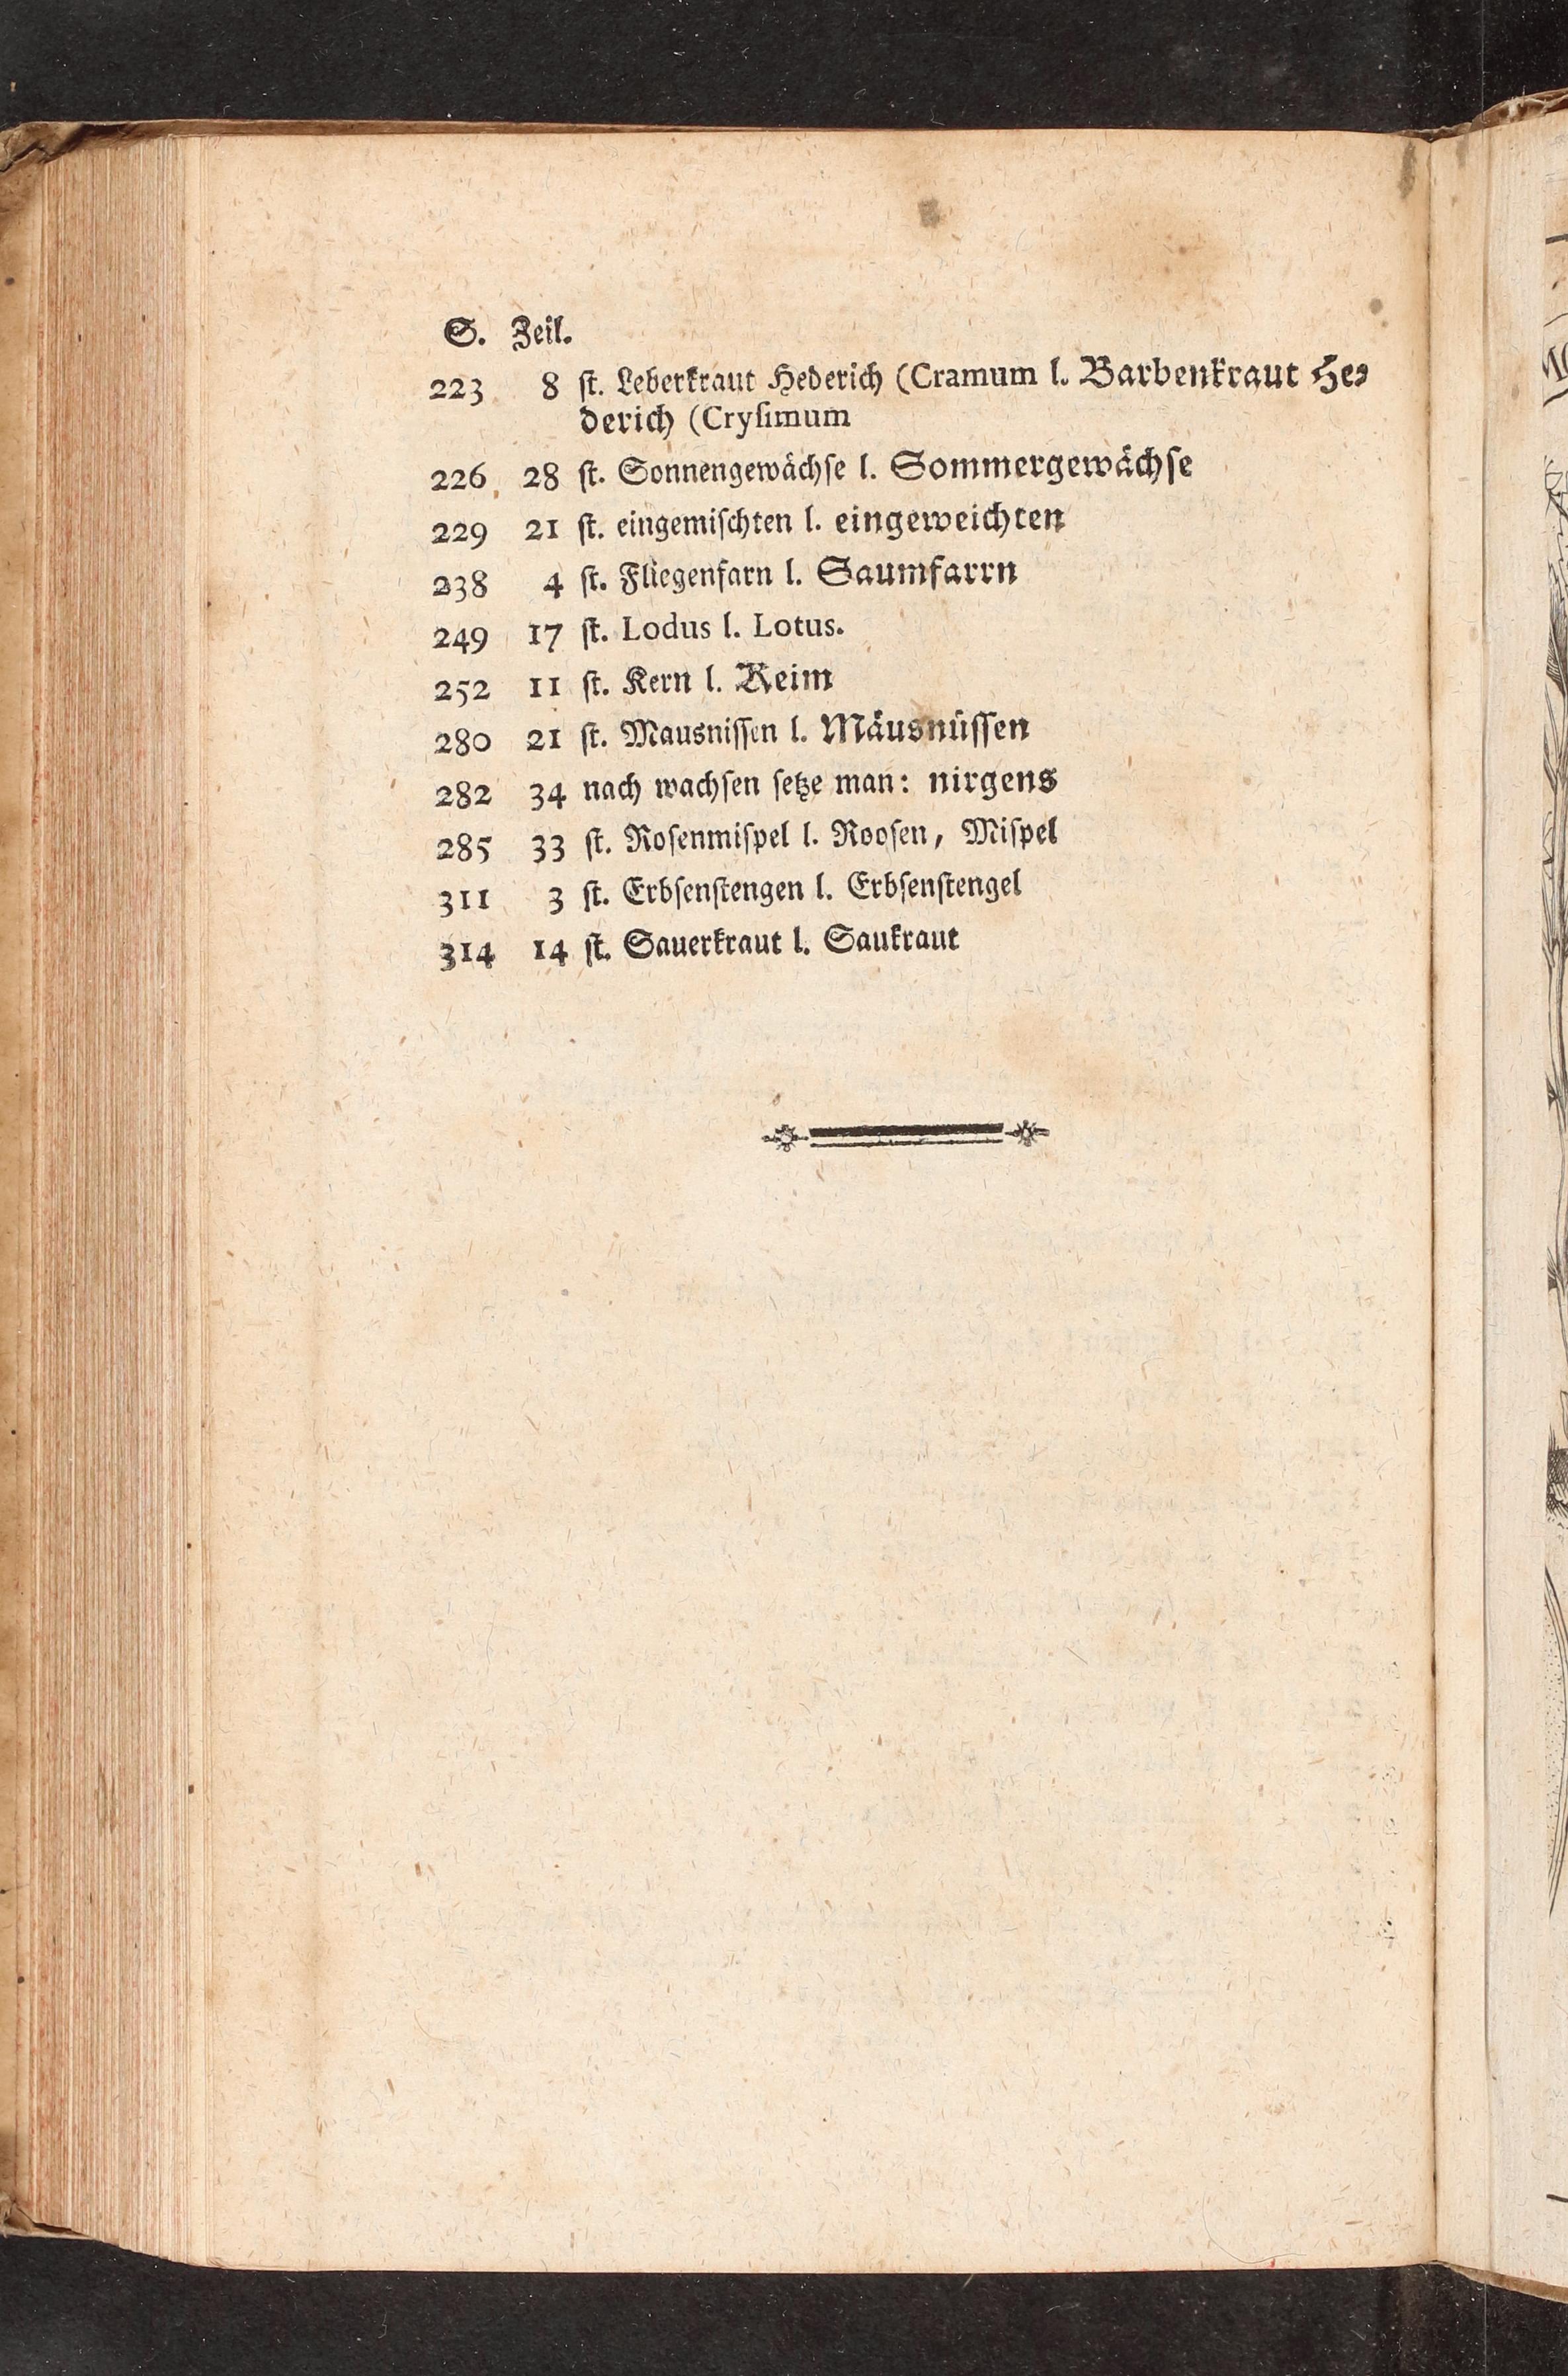 S. Zeil.
223 8 ſt. Leberkraut Hederich (Cramum l. Barbenkraut He-
derich (Cryſimum
226 28 ſt. Sonnengewächſe l. Sommergewächſe
229 21 ſt. eingemiſchten l. eingeweichten
238 4 ſt. Fliegenfarn l. Saumfarrn
249 17 ſt. Lodus l. Lotus.
252 11 ſt. Kern l. Keim
280 21 ſt. Mausniſſen l. Mäusnüſſen
282 34 nach wachſen ſetze man: nirgens
285 33 ſt. Roſenmiſpel l. Rooſen, Miſpel
311 3 ſt. Erbſenſtengen l. Erbſenſtengel
314 14 ſt. Sauerkraut l. Saukraut